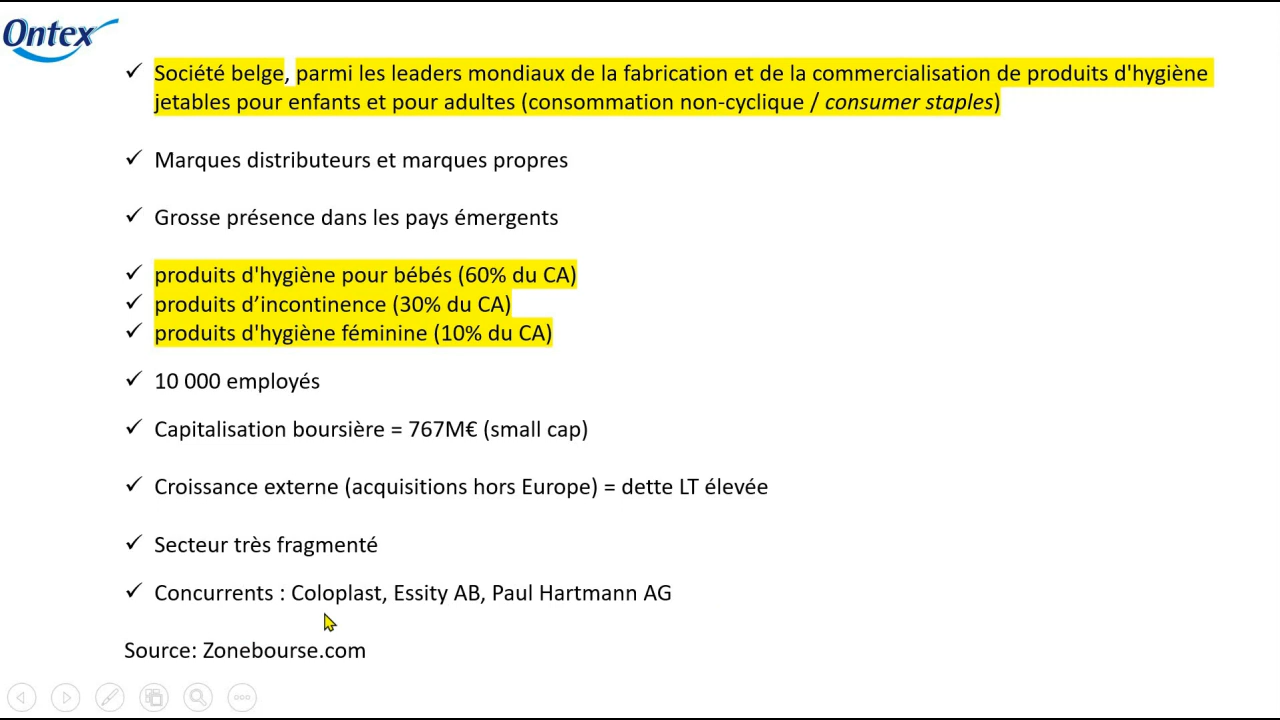 Ontex
✓ Société belge, parmi les leaders mondiaux de la fabrication et de la commercialisation de produits d'hygiène
jetables pour enfants et pour adultes (consommation non-cyclique / consumer staples)
✓ Marques distributeurs et marques propres
✓ Grosse présence dans les pays émergents
✓ produits d'hygiène pour bébés (60% du CA)
✓ produits d’incontinence (30% du CA)
✓ produits d'hygiène féminine (10% du CA)
✓ 10 000 employés
✓ Capitalisation boursière = 767M€ (small cap)
✓ Croissance externe (acquisitions hors Europe) = dette LT élevée
✓ Secteur très fragmenté
✓ Concurrents : Coloplast, Essity AB, Paul Hartmann AG
Source: Zonebourse.com